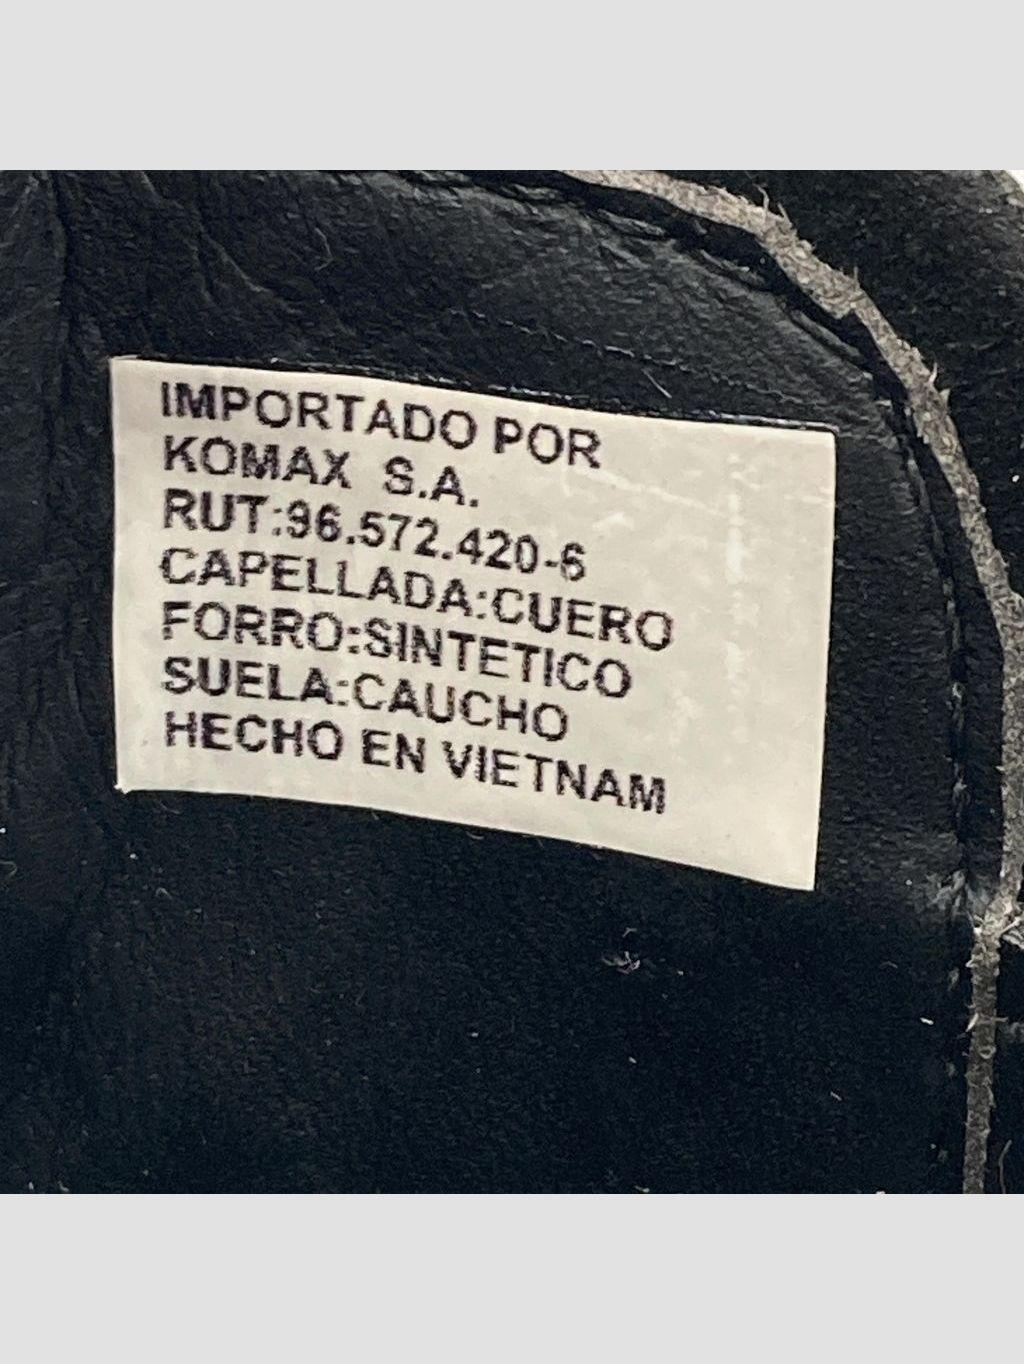 IMPORTADO POR
KOMAX S.A.
RUT:96.572.420-6
CAPELLADA:CUERO
FORRO:SINTETICO
SUELA:CAUCHO
HECHO EN VIETNAM